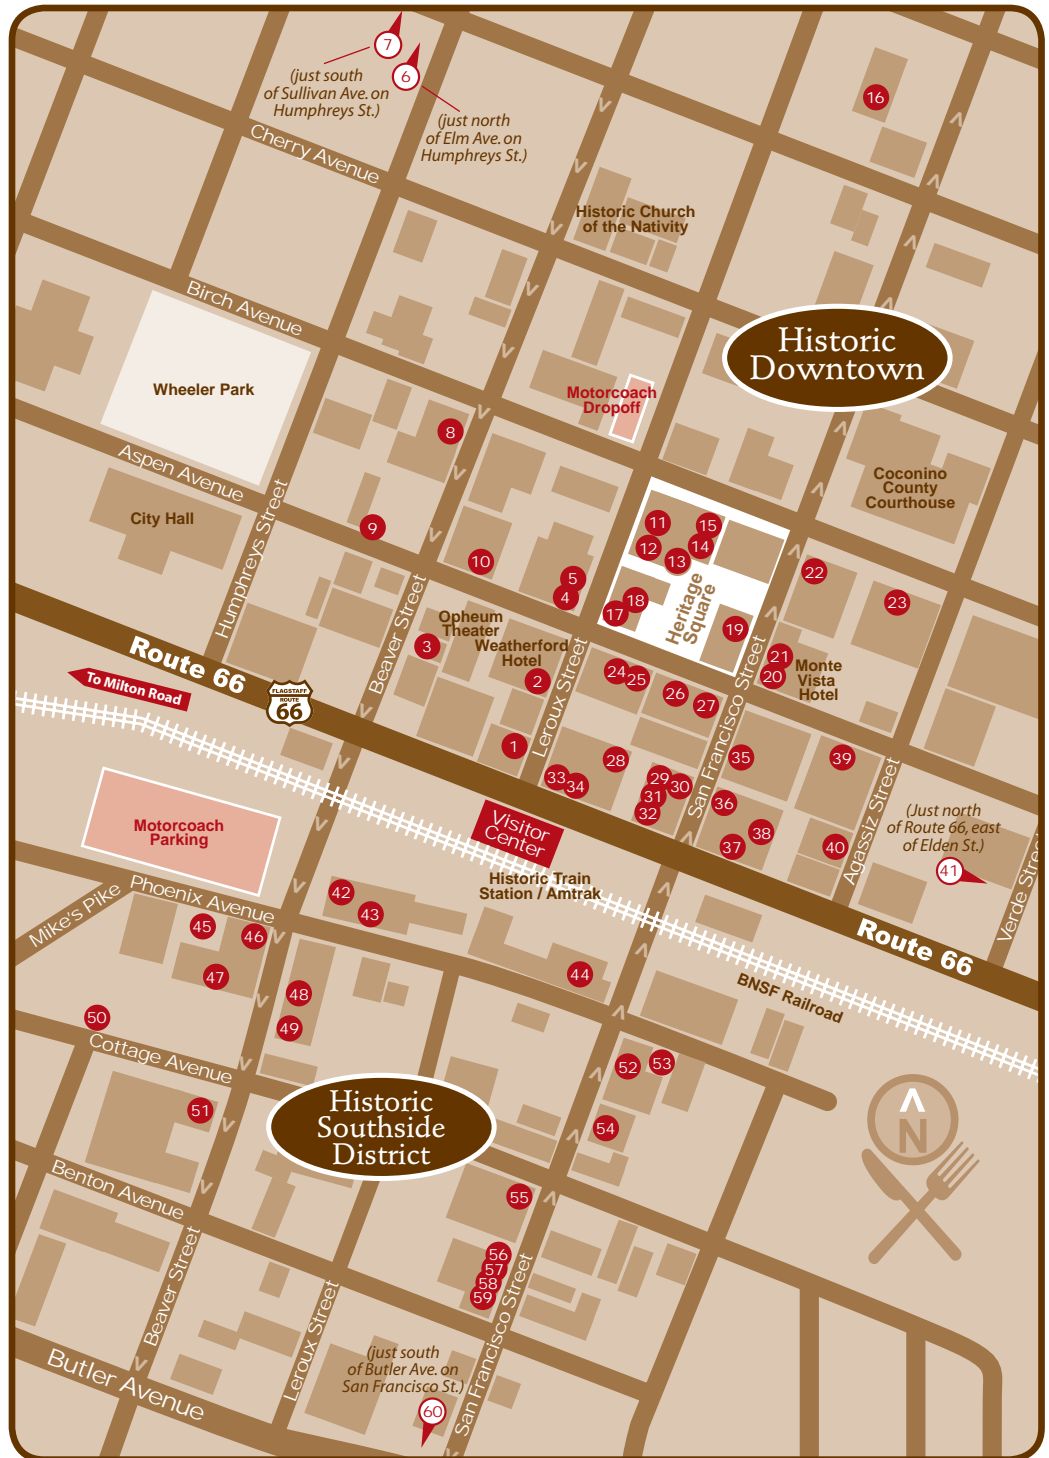 7
6
(just south
of Sullivan Ave. on
Humphreys St.)
(just north
of Elm Ave. on
Humphreys St.)
16
Cherry Avenue
Historic Church
of the Nativity
Birch Avenue
Historic
Downtown
Wheeler Park
Motorcoach
Dropoff
8
Aspen Avenue
Coconino
County
Courthouse
City Hall
Humphreys Street
9
10
11
15
12
14
13
5
4
22
23
18
17
Heritage
Square
19
Opheum
Theater
Weatherford
Hotel
3
2
Beaver Street
Leroux Street
24
25
26
27
21
20
Monte
Vista
Hotel
San Francisco Street
Route 66
To Milton Road
FLAGSTAFF
ROUTE
66
1
28
33
34
29
30
31
32
35
36
37
38
39
40
Agassiz Street
(Just north
of Route 66, east
of Elden St.)
41
Verde Street
Visitor
Center
Historic Train
Station / Amtrak
Motorcoach
Parking
Route 66
BNSF Railroad
Mike's Pike
Phoenix Avenue
42
43
45
46
47
44
48
49
50
Cottage Avenue
51
52
53
54
Historic
Southside
District
N
Benton Avenue
55
56
57
58
59
Beaver Street
Leroux Street
San Francisco Street
(just south
of Butler Ave. on
San Francisco St.)
60
Butler Avenue